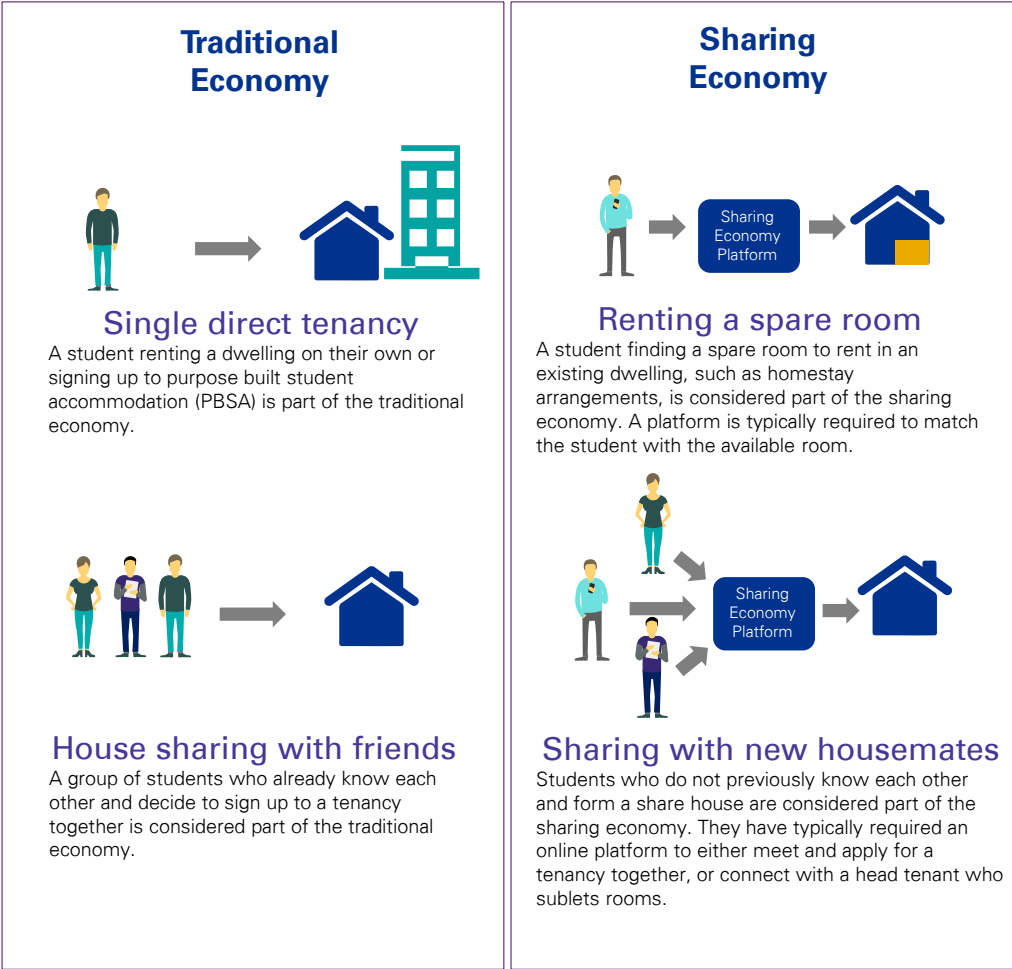 Traditional
Economy
Single direct tenancy
A student renting a dwelling on their own or
signing up to purpose built student
accommodation (PBSA) is part of the traditional
economy.
House sharing with friends
A group of students who already know each
other and decide to sign up to a tenancy
together is considered part of the traditional
economy.
Sharing
Economy
Sharing
Economy
Platform
Renting a spare room
A student finding a spare room to rent in an
existing dwelling, such as homestay
arrangements, is considered part of the sharing
economy. A platform is typically required to match
the student with the available room.
Sharing
Economy
Platform
Sharing with new housemates
Students who do not previously know each other
and form a share house are considered part of the
sharing economy. They have typically required an
online platform to either meet and apply for a
tenancy together, or connect with a head tenant who
sublets rooms.